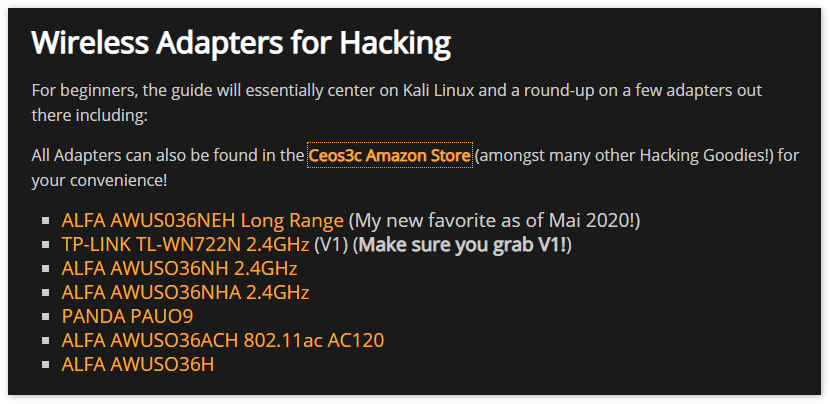 Wireless Adapters for Hacking
For beginners, the guide will essentially center on Kali Linux and a round-up on a few adapters out
there including:
All Adapters can also be found in the Ceos3c Amazon Store (amongst many other Hacking Goodies!) for
your convenience!
ALFA AWUS036NEH Long Range (My new favorite as of Mai 2020!)
TP-LINK TL-WN722N 2.4GHz (V1) (Make sure you grab V1!)
ALFA AWUSO36NH 2.4GHz
ALFA AWUSO36NHA 2.4GHz
PANDA PAUO9
ALFA AWUSO36ACH 802.11ac AC120
ALFA AWUSO36H